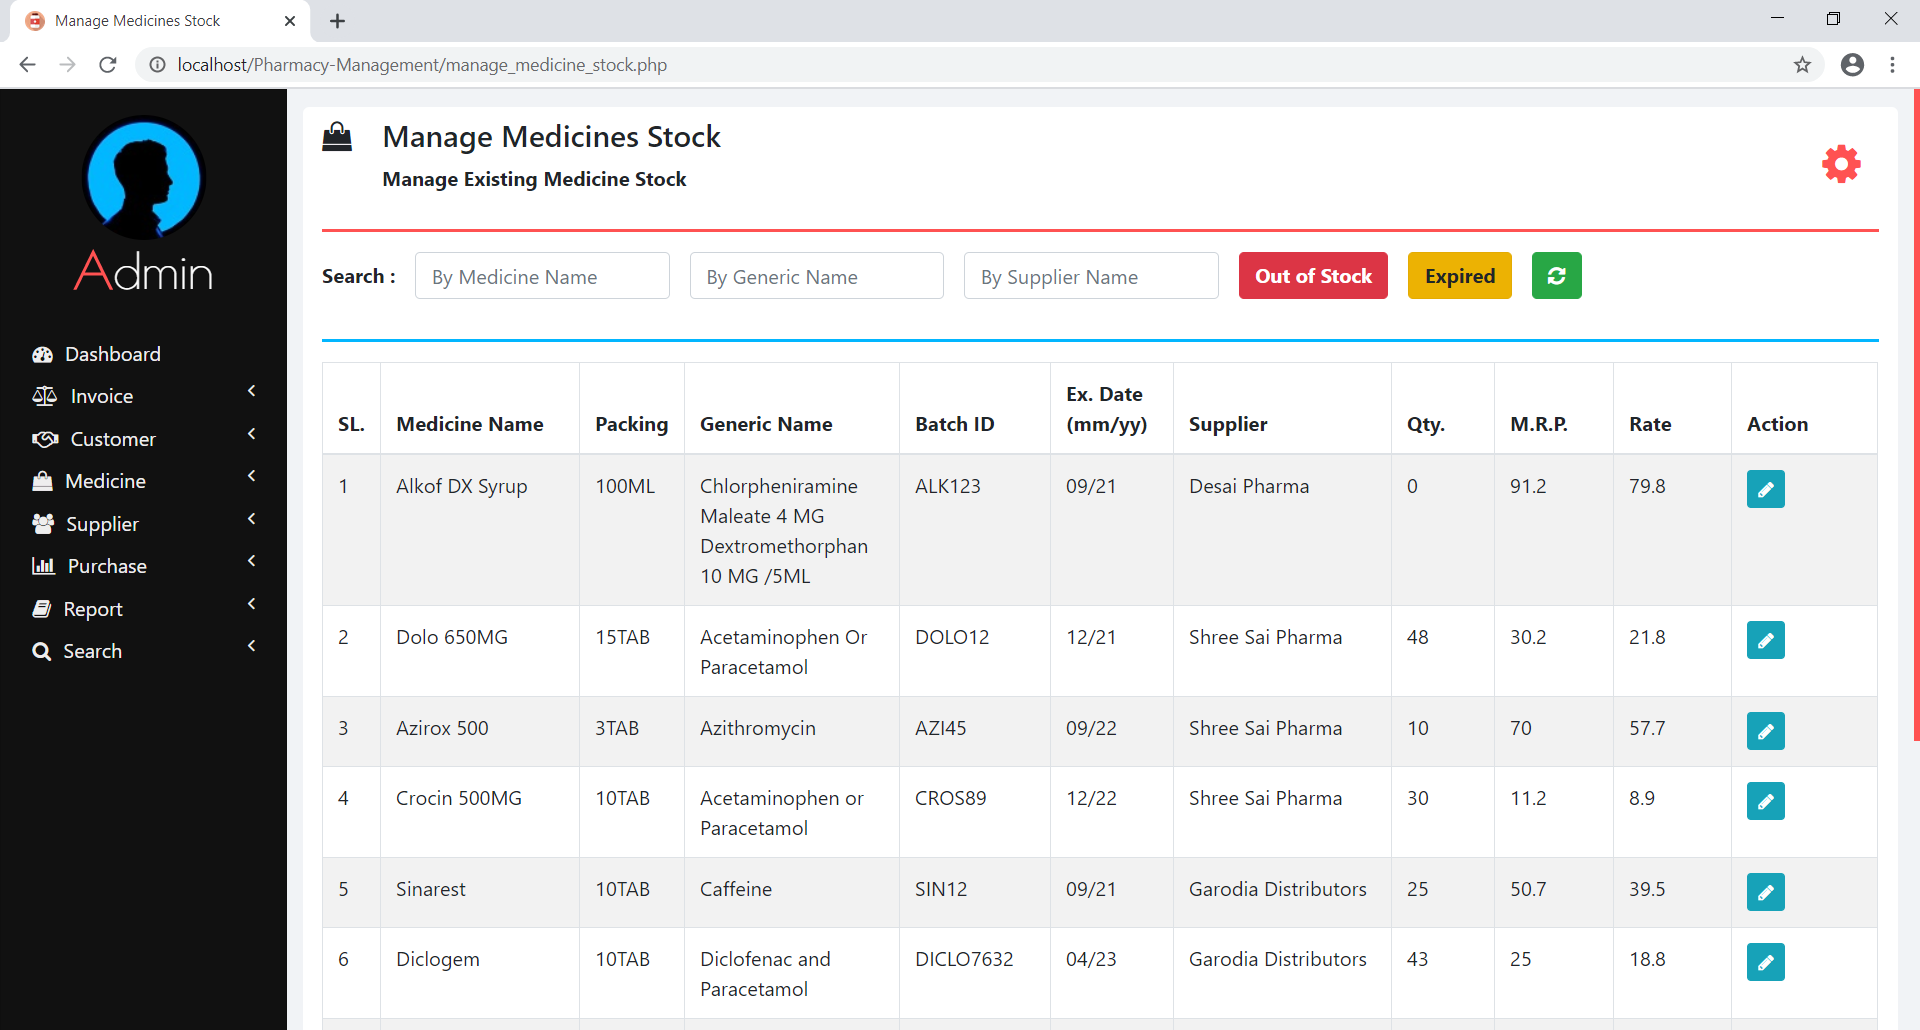 Manage Medicines Stock
localhost/Pharmacy-Management/manage_medicine_stock.php
Admin
Dashboard
Invoice
Customer
Medicine
Supplier
Purchase
Report
Search
Manage Medicines Stock
Manage Existing Medicine Stock
Search : By Medicine Name By Generic Name By Supplier Name Out of Stock Expired
SL. Medicine Name Packing Generic Name Batch ID Ex. Date (mm/yy) Supplier Qty. M.R.P. Rate Action
1 Alkof DX Syrup 100ML Chlorpheniramine Maleate 4 MG Dextromethorphan 10 MG /5ML ALK123 09/21 Desai Pharma 0 91.2 79.8
2 Dolo 650MG 15TAB Acetaminophen Or Paracetamol DOLO12 12/21 Shree Sai Pharma 48 30.2 21.8
3 Azirox 500 3TAB Azithromycin AZI45 09/22 Shree Sai Pharma 10 70 57.7
4 Crocin 500MG 10TAB Acetaminophen or Paracetamol CROS89 12/22 Shree Sai Pharma 30 11.2 8.9
5 Sinarest 10TAB Caffeine SIN12 09/21 Garodia Distributors 25 50.7 39.5
6 Diclogem 10TAB Diclofenac and Paracetamol DICLO7632 04/23 Garodia Distributors 43 25 18.8